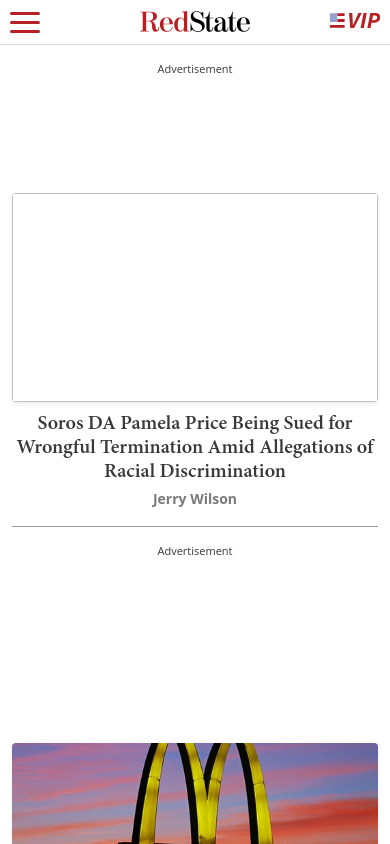 RedState
VIP
Advertisement
Soros DA Pamela Price Being Sued for
Wrongful Termination Amid Allegations of
Racial Discrimination
Jerry Wilson
Advertisement